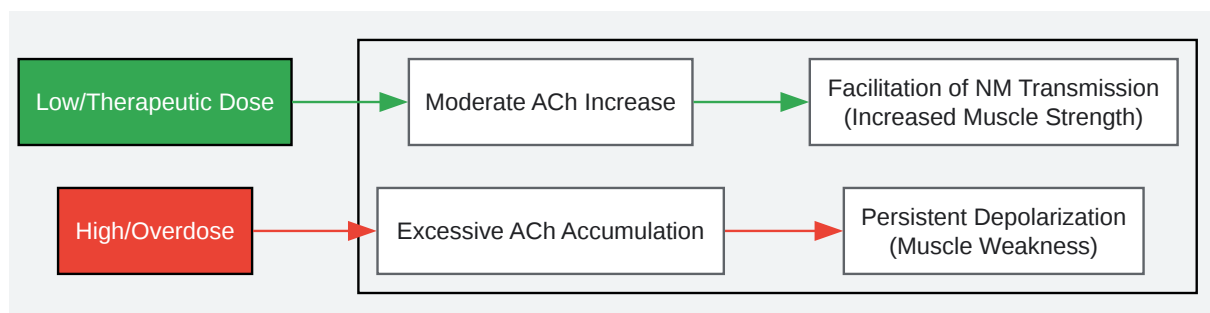 Low/Therapeutic Dose
Moderate ACh Increase
Facilitation of NM Transmission
(Increased Muscle Strength)
High/Overdose
Excessive ACh Accumulation
Persistent Depolarization
(Muscle Weakness)